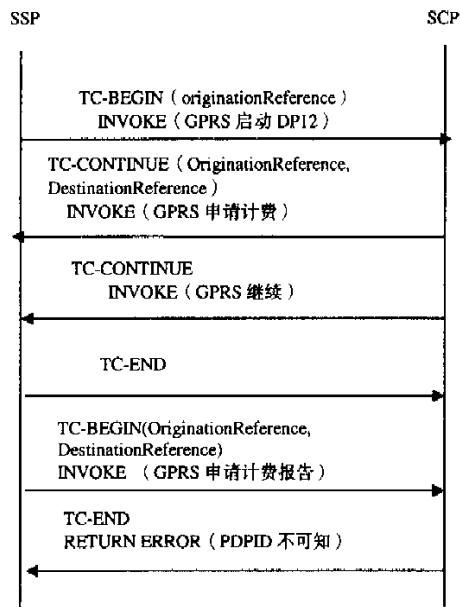 SSP SCP
TC-BEGIN（originationReference）
INVOKE（GPRS 启动 DP12）
TC-CONTINUE（OriginationReference,
DestinationReference）
INVOKE（GPRS 申请计费）
TC-CONTINUE
INVOKE（GPRS 继续）
TC-END
TC-BEGIN(OriginationReference,
DestinationReference)
INVOKE （GPRS 申请计费报告）
TC-END
RETURN ERROR（PDPID 不可知）